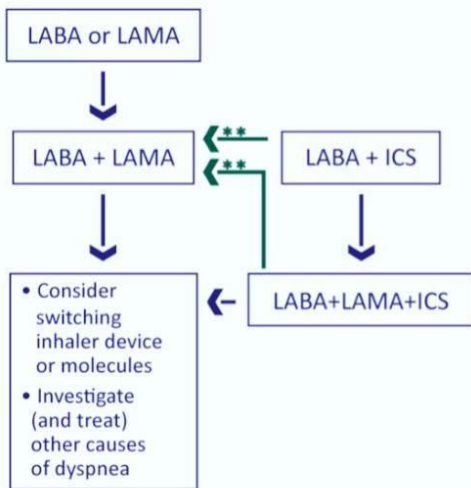 LABA or LAMA
**
LABA + LAMA
LABA + ICS
**
• Consider
switching
inhaler device
or molecules
• Investigate
(and treat)
other causes
of dyspnea
LABA+LAMA+ICS